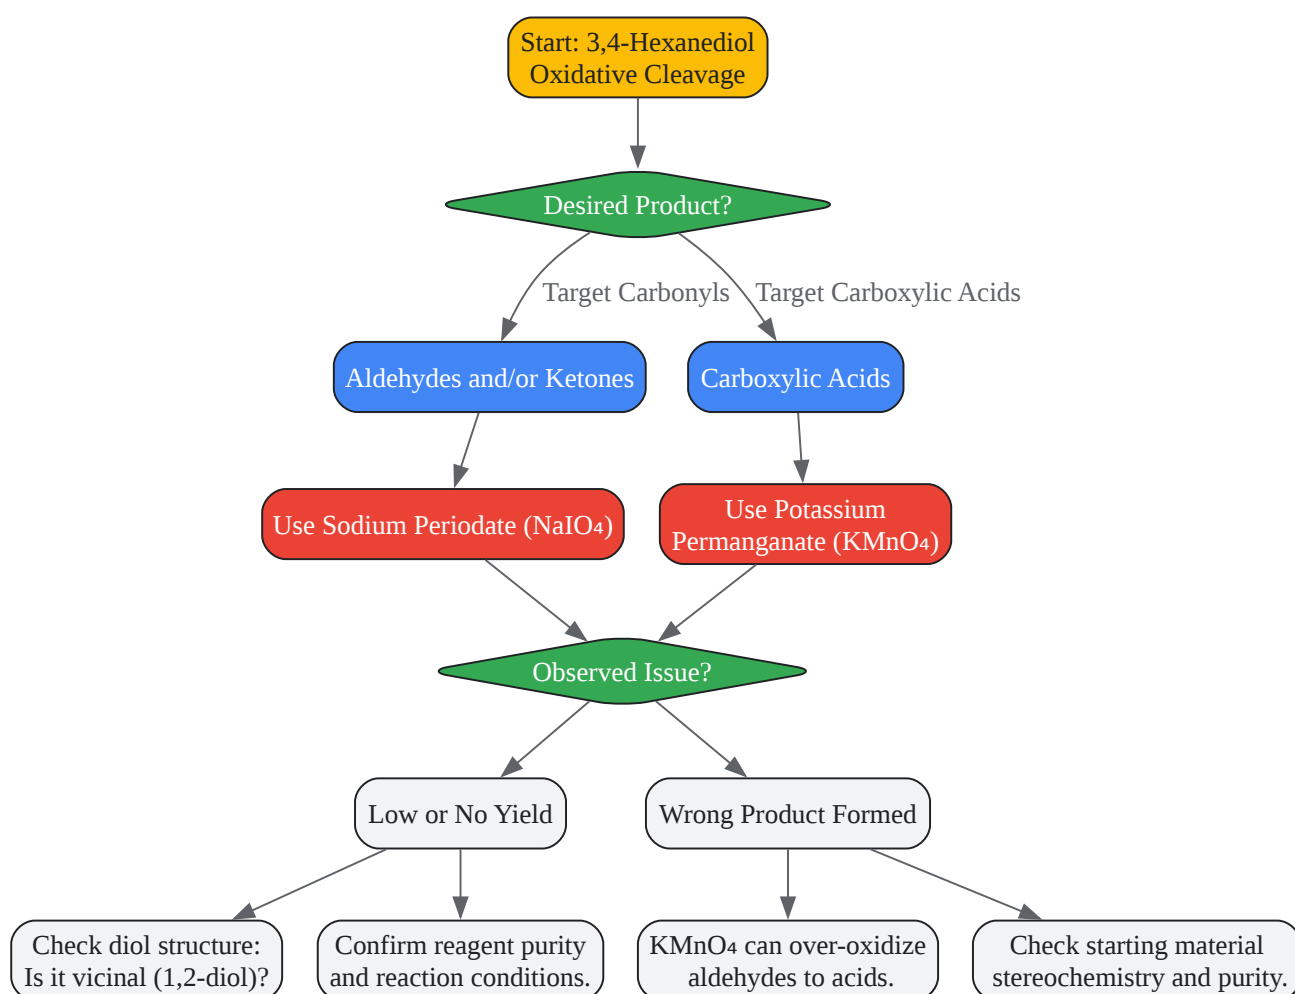 Start: 3,4-Hexanediol
Oxidative Cleavage
Desired Product?
Target Carbonyls
Target Carboxylic Acids
Aldehydes and/or Ketones
Carboxylic Acids
Use Sodium Periodate (NaIO₄)
Use Potassium
Permanganate (KMnO₄)
Observed Issue?
Low or No Yield
Wrong Product Formed
Check diol structure:
Is it vicinal (1,2-diol)?
Confirm reagent purity
and reaction conditions.
KMnO₄ can over-oxidize
aldehydes to acids.
Check starting material
stereochemistry and purity.